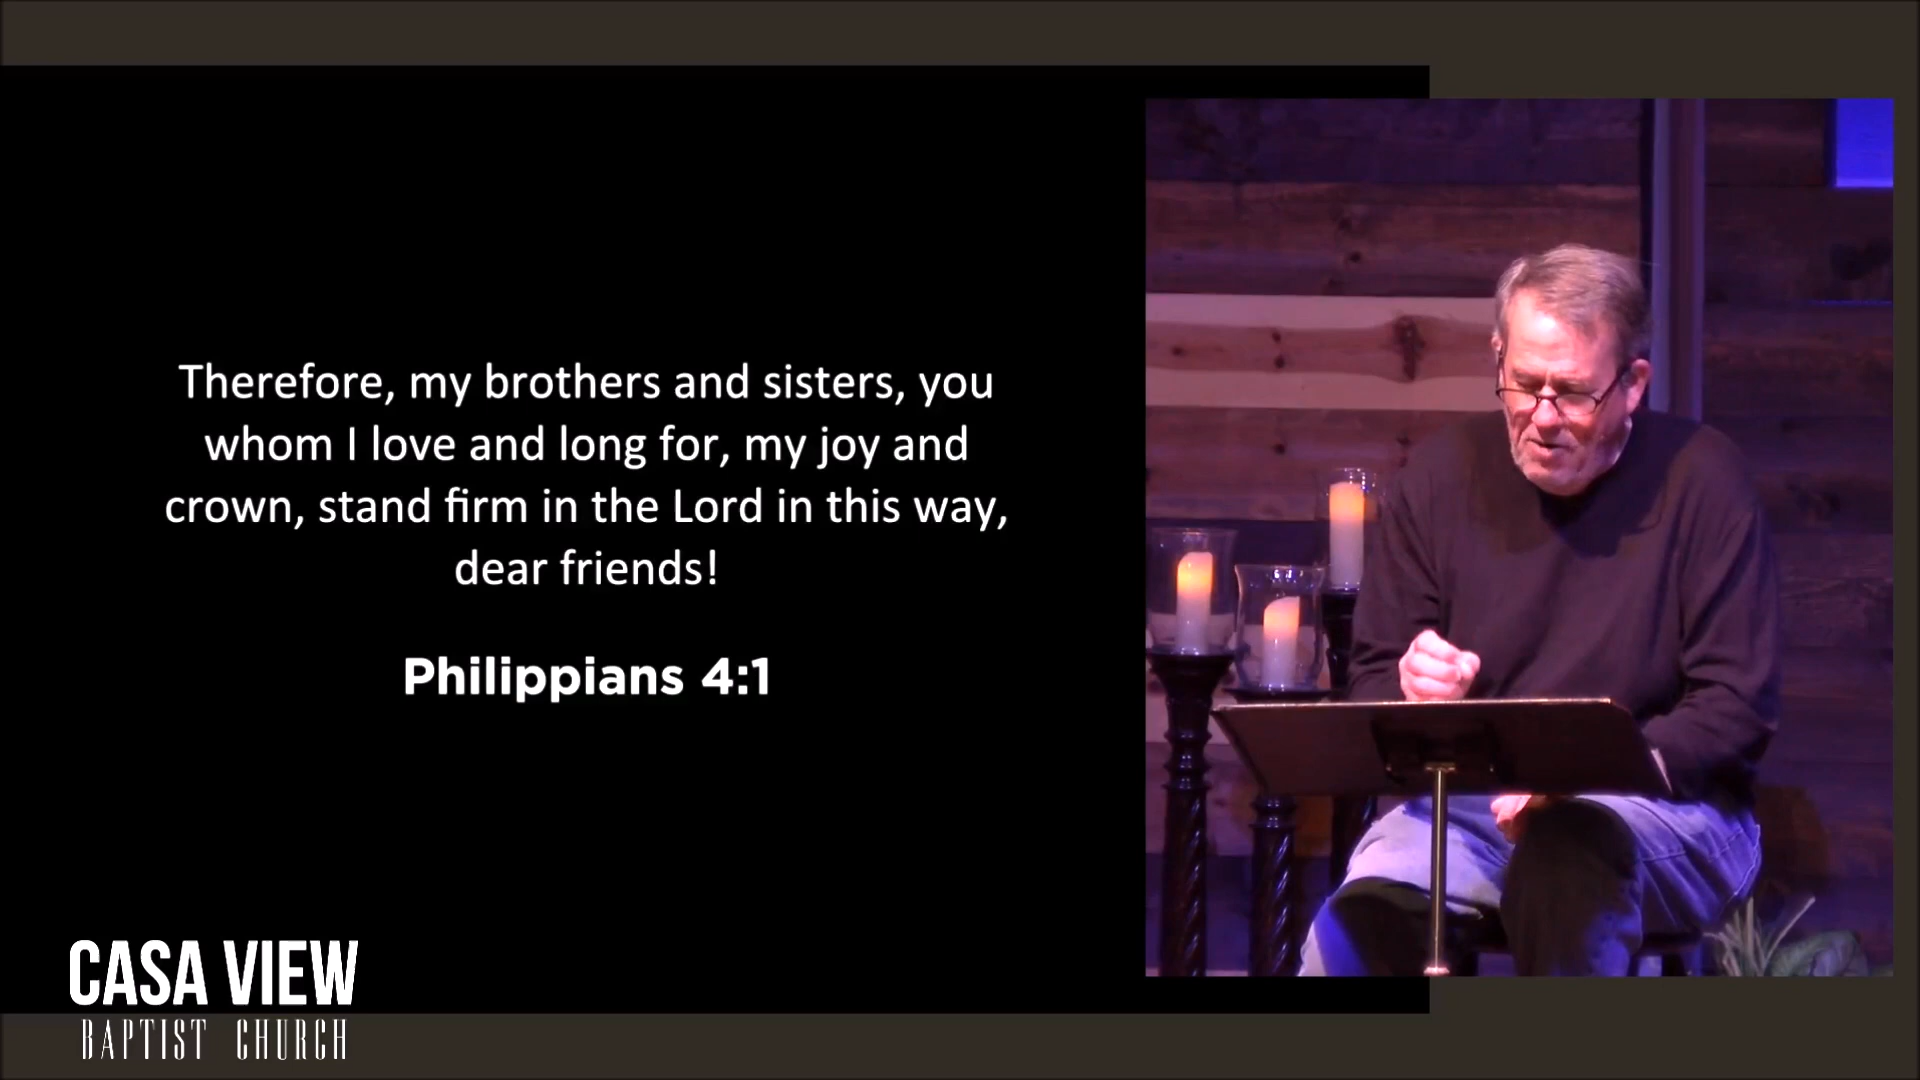 Therefore, my brothers and sisters, you
whom I love and long for, my joy and
crown, stand firm in the Lord in this way,
dear friends!
Philippians 4:1
CASA VIEW
BAPTIST CHURCH